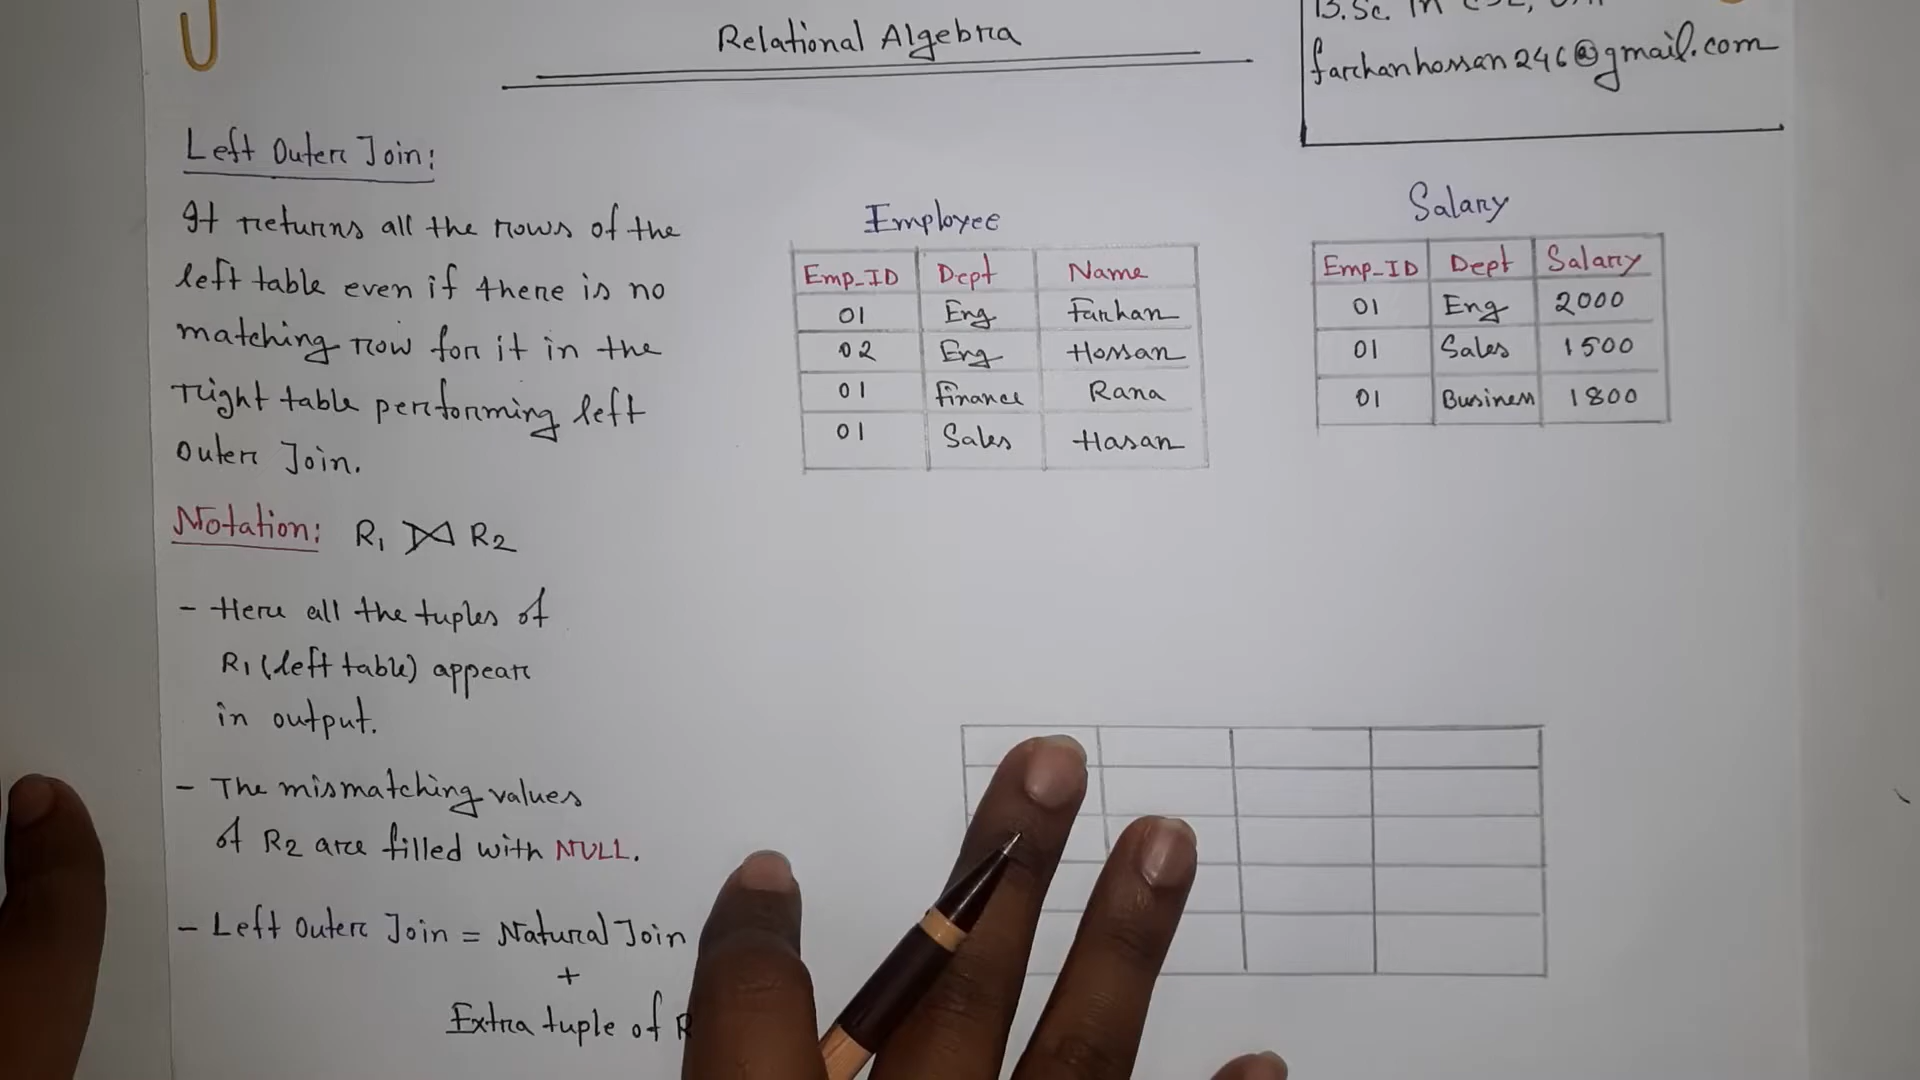 Relational Algebra
B.Sc. in CSE,
farhanhossan246@gmail.com
Left Outer Join:
It returns all the rows of the
left table even if there is no
matching row for it in the
right table performing left
outer Join.
Notation: R1 ⟕ R2
- Here all the tuples of
R1 (left table) appear
in output.
- The mismatching values
of R2 are filled with NULL.
- Left Outer Join = Natural Join
+
Extra tuple of R
Employee
Emp_ID Dept Name
01 Eng Farhan
02 Eng Hossan
01 Finance Rana
01 Sales Hasan
Salary
Emp_ID Dept Salary
01 Eng 2000
01 Sales 1500
01 Business 1800